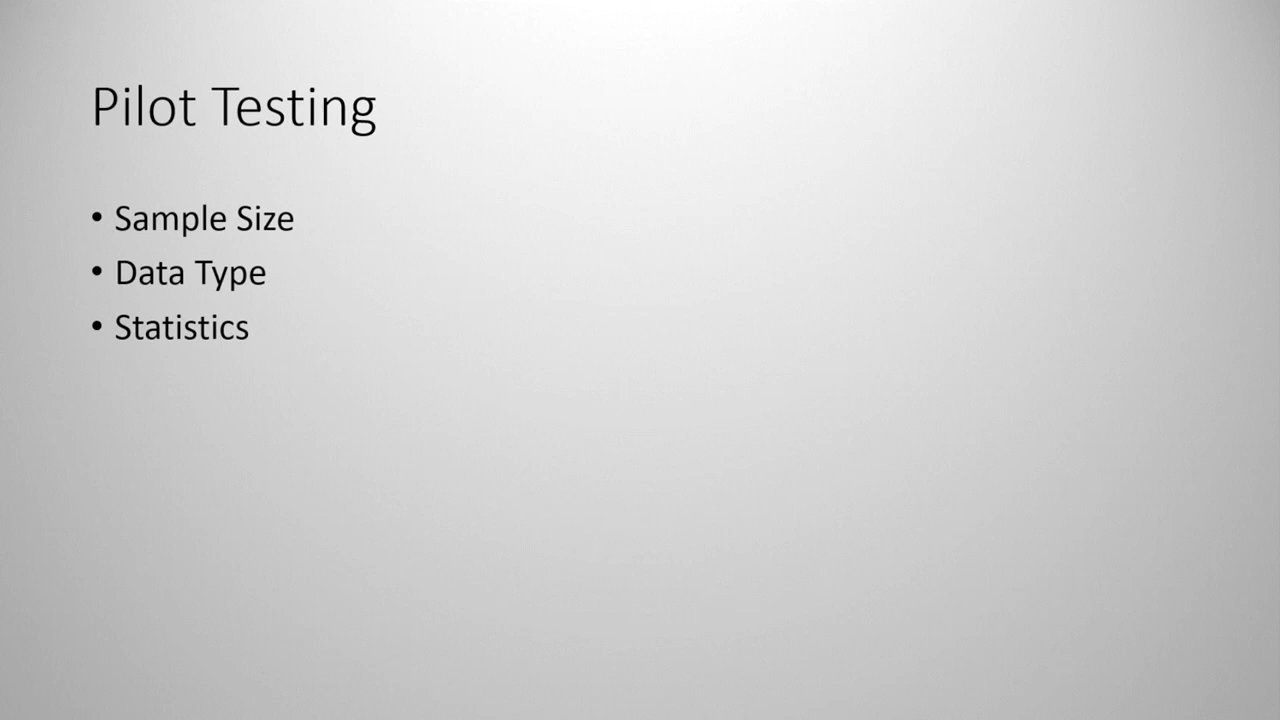 Pilot Testing
• Sample Size
• Data Type
• Statistics